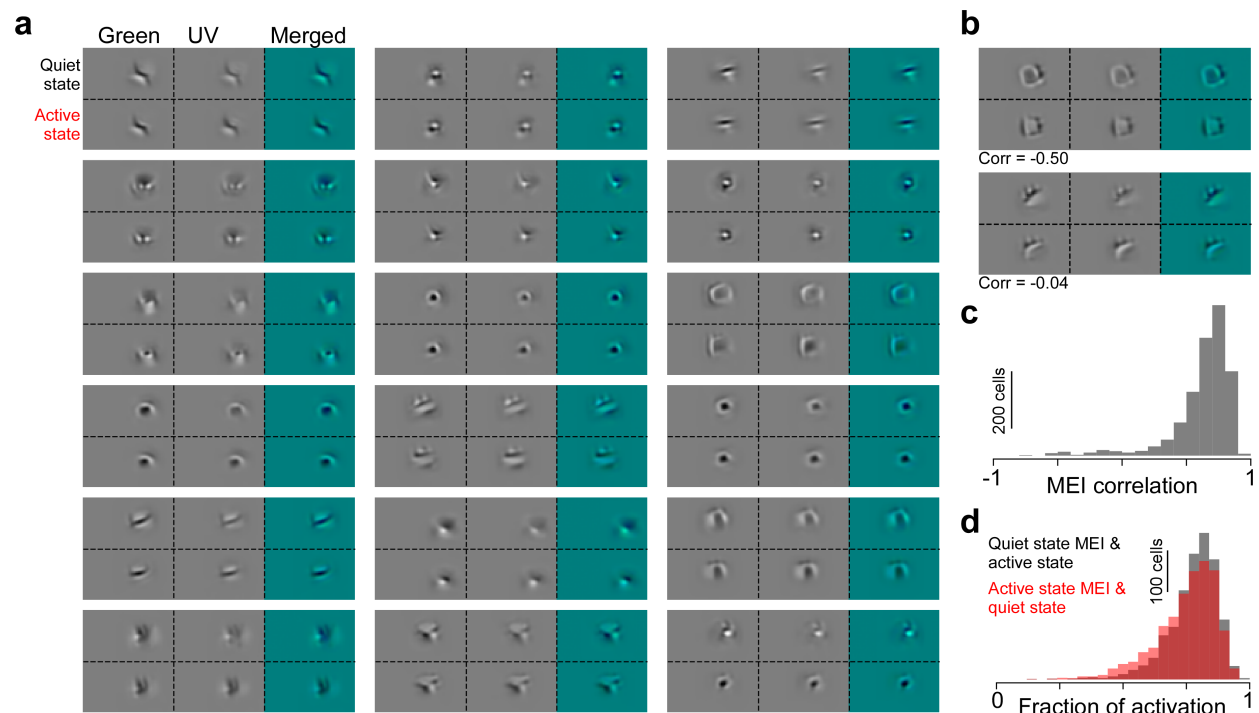 a
Green UV Merged
Quiet
state
Active
state
b
Corr = -0.50
Corr = -0.04
c
200 cells
-1 1
MEI correlation
d
Quiet state MEI &
active state
Active state MEI &
quiet state
100 cells
0 1
Fraction of activation